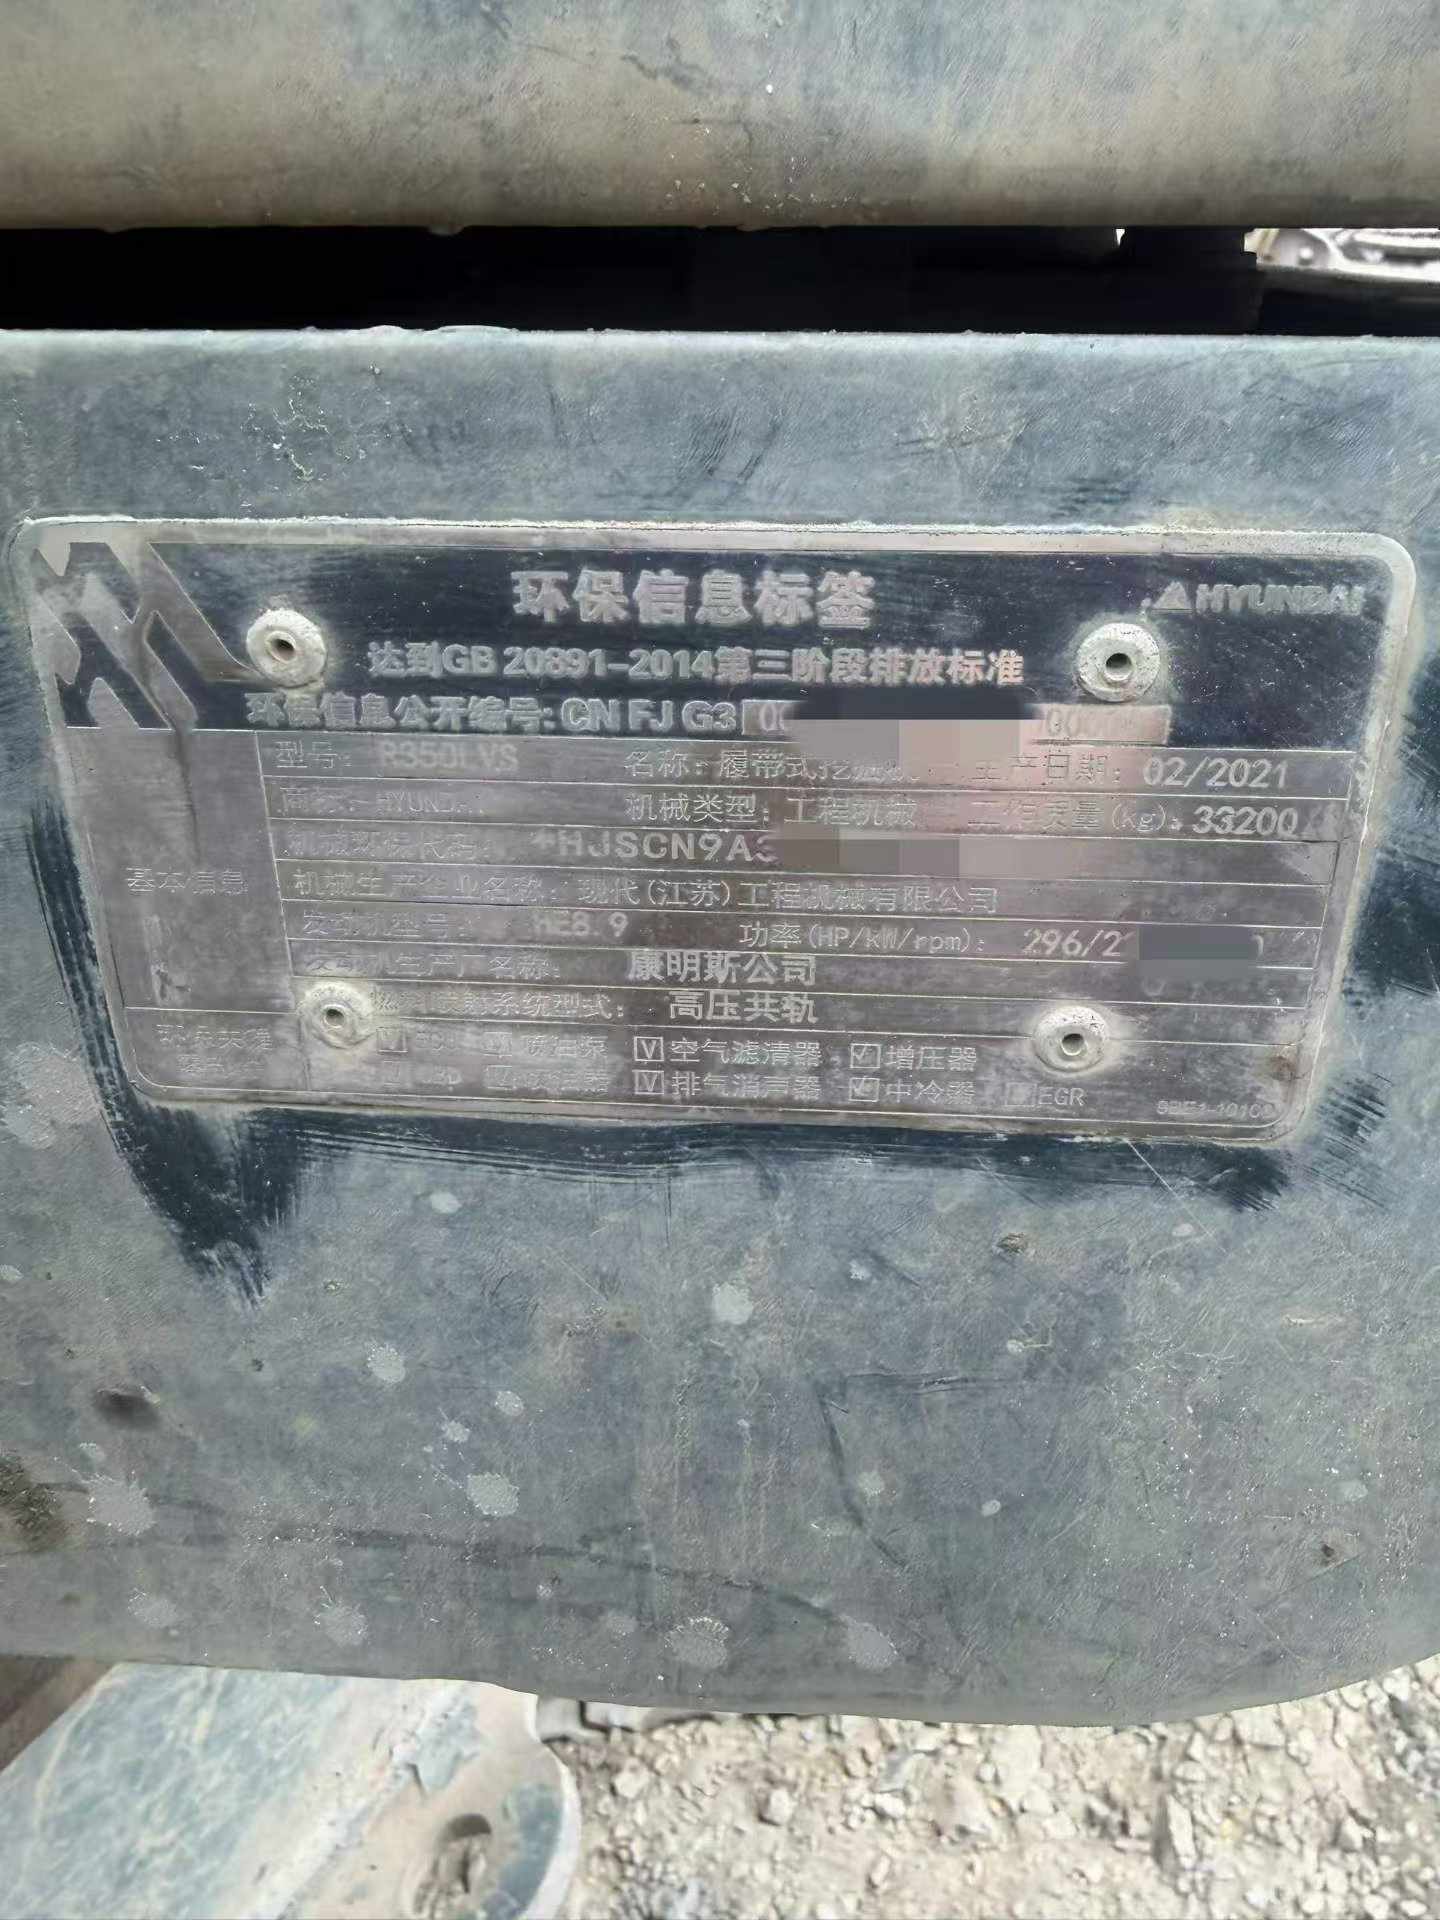 环保信息标签
HYUNDAI
达到GB 20891-2014第三阶段排放标准
环保信息公开编号: CN FJ G3 00
型号: R350LVS 名称: 履带式挖 生产日期: 02/2021
商标: HYUNDAI 机械类型: 工程机械 工作质量(kg): 33200
机械环保代码: *HJSCN9A3
基本信息
机械生产企业名称: 现代(江苏)工程机械有限公司
发动机型号: HE8.9 功率(HP/kW/rpm): 296/2
发动机生产厂名称: 康明斯公司
燃料喷射系统型式: 高压共轨
ECU V 喷油泵 V 空气滤清器 V 增压器
V 排气消声器 V 中冷器 EGR